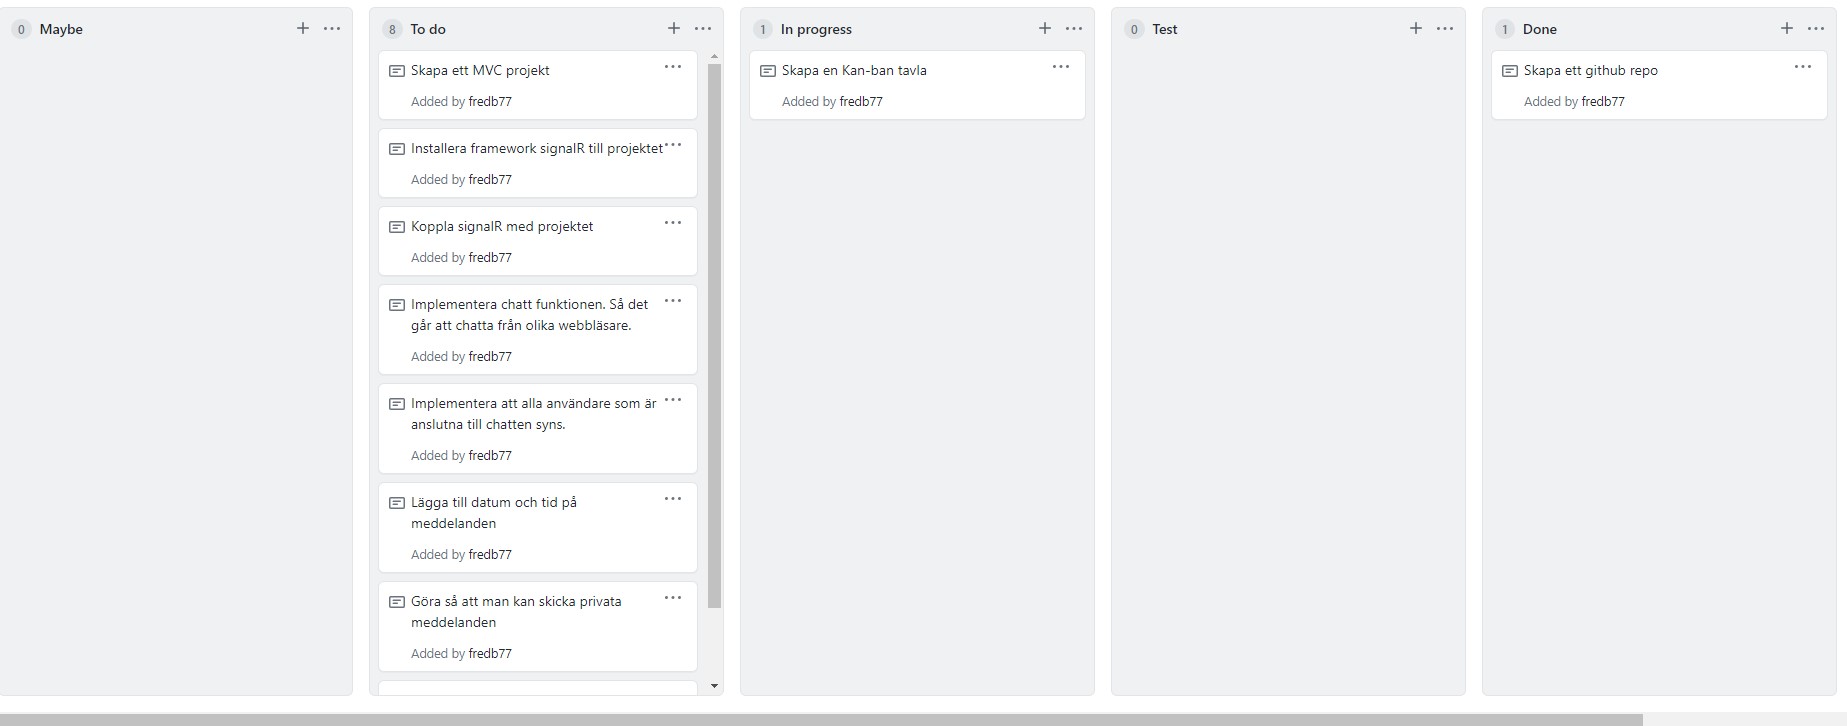 0 Maybe
8 To do
Skapa ett MVC projekt
Added by fredb77
Installera framework signalR till projektet
Added by fredb77
Koppla signalR med projektet
Added by fredb77
Implementera chatt funktionen. Så det
går att chatta från olika webbläsare.
Added by fredb77
Implementera att alla användare som är
anslutna till chatten syns.
Added by fredb77
Lägga till datum och tid på
meddelanden
Added by fredb77
Göra så att man kan skicka privata
meddelanden
Added by fredb77
1 In progress
Skapa en Kan-ban tavla
Added by fredb77
0 Test
1 Done
Skapa ett github repo
Added by fredb77